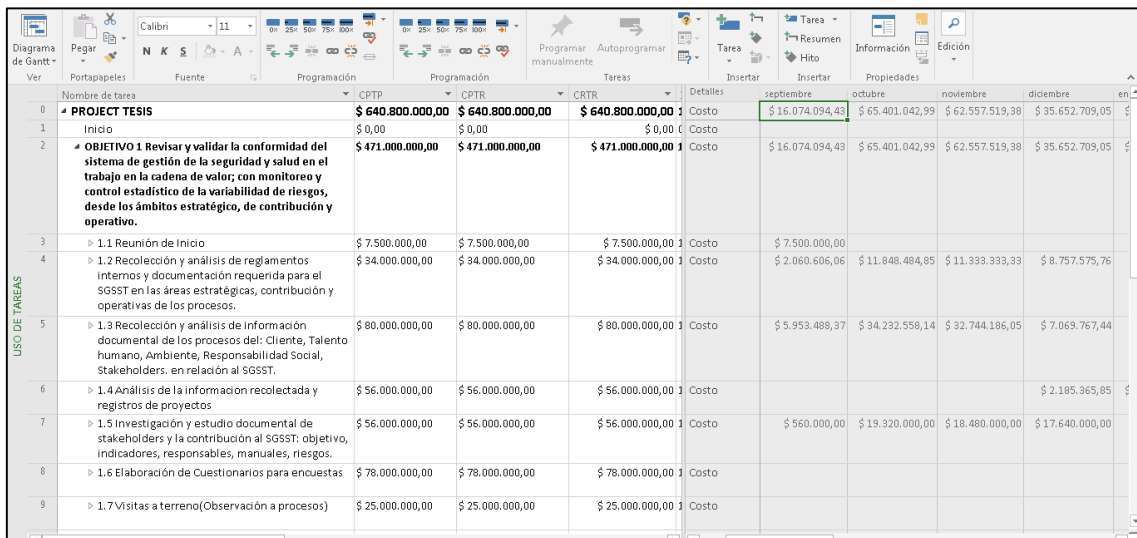 Calibri 11
0× 25× 50× 75× 100×
0× 25× 50× 75× 100×
Tarea
Resumen
Hito
Diagrama de Gantt
Pegar
N K S
A
Programar manualmente
Autoprogramar
Tarea
Información
Edición
Ver Portapapeles Fuente Programación Programación Tareas Insertar Insertar Propiedades
Nombre de tarea CPTP CPTR CRTR Detalles septiembre octubre noviembre diciembre en
0 PROJECT TESIS $ 640.800.000,00 $ 640.800.000,00 $ 640.800.000,00 1 Costo $ 16.074.094,43 $ 65.401.042,99 $ 62.557.519,38 $ 35.652.709,05 $
1 Inicio $ 0,00 $ 0,00 $ 0,00 0 Costo
2 OBJETIVO 1 Revisar y validar la conformidad del $ 471.000.000,00 $ 471.000.000,00 $ 471.000.000,00 1 Costo $ 16.074.094,43 $ 65.401.042,99 $ 62.557.519,38 $ 35.652.709,05 $
sistema de gestión de la seguridad y salud en el
trabajo en la cadena de valor; con monitoreo y
control estadístico de la variabilidad de riesgos,
desde los ámbitos estratégico, de contribución y
operativo.
3 1.1 Reunión de Inicio $ 7.500.000,00 $ 7.500.000,00 $ 7.500.000,00 1 Costo $ 7.500.000,00
4 1.2 Recolección y análisis de reglamentos $ 34.000.000,00 $ 34.000.000,00 $ 34.000.000,00 1 Costo $ 2.060.606,06 $ 11.848.484,85 $ 11.333.333,33 $ 8.757.575,76
internos y documentación requerida para el
SGSST en las áreas estratégicas, contribución y
operativas de los procesos.
5 1.3 Recolección y análisis de información $ 80.000.000,00 $ 80.000.000,00 $ 80.000.000,00 1 Costo $ 5.953.488,37 $ 34.232.558,14 $ 32.744.186,05 $ 7.069.767,44
documental de los procesos del: Cliente, Talento
humano, Ambiente, Responsabilidad Social,
Stakeholders. en relación al SGSST.
6 1.4 Análisis de la informacion recolectada y $ 56.000.000,00 $ 56.000.000,00 $ 56.000.000,00 1 Costo $ 2.185.365,85 $
registros de proyectos
7 1.5 Investigación y estudio documental de $ 56.000.000,00 $ 56.000.000,00 $ 56.000.000,00 1 Costo $ 560.000,00 $ 19.320.000,00 $ 18.480.000,00 $ 17.640.000,00
stakeholders y la contribución al SGSST: objetivo,
indicadores, responsables, manuales, riesgos.
8 1.6 Elaboración de Cuestionarios para encuestas $ 78.000.000,00 $ 78.000.000,00 $ 78.000.000,00 1 Costo
9 1.7 Visitas a terreno(Observación a procesos) $ 25.000.000,00 $ 25.000.000,00 $ 25.000.000,00 1 Costo
USO DE TAREAS